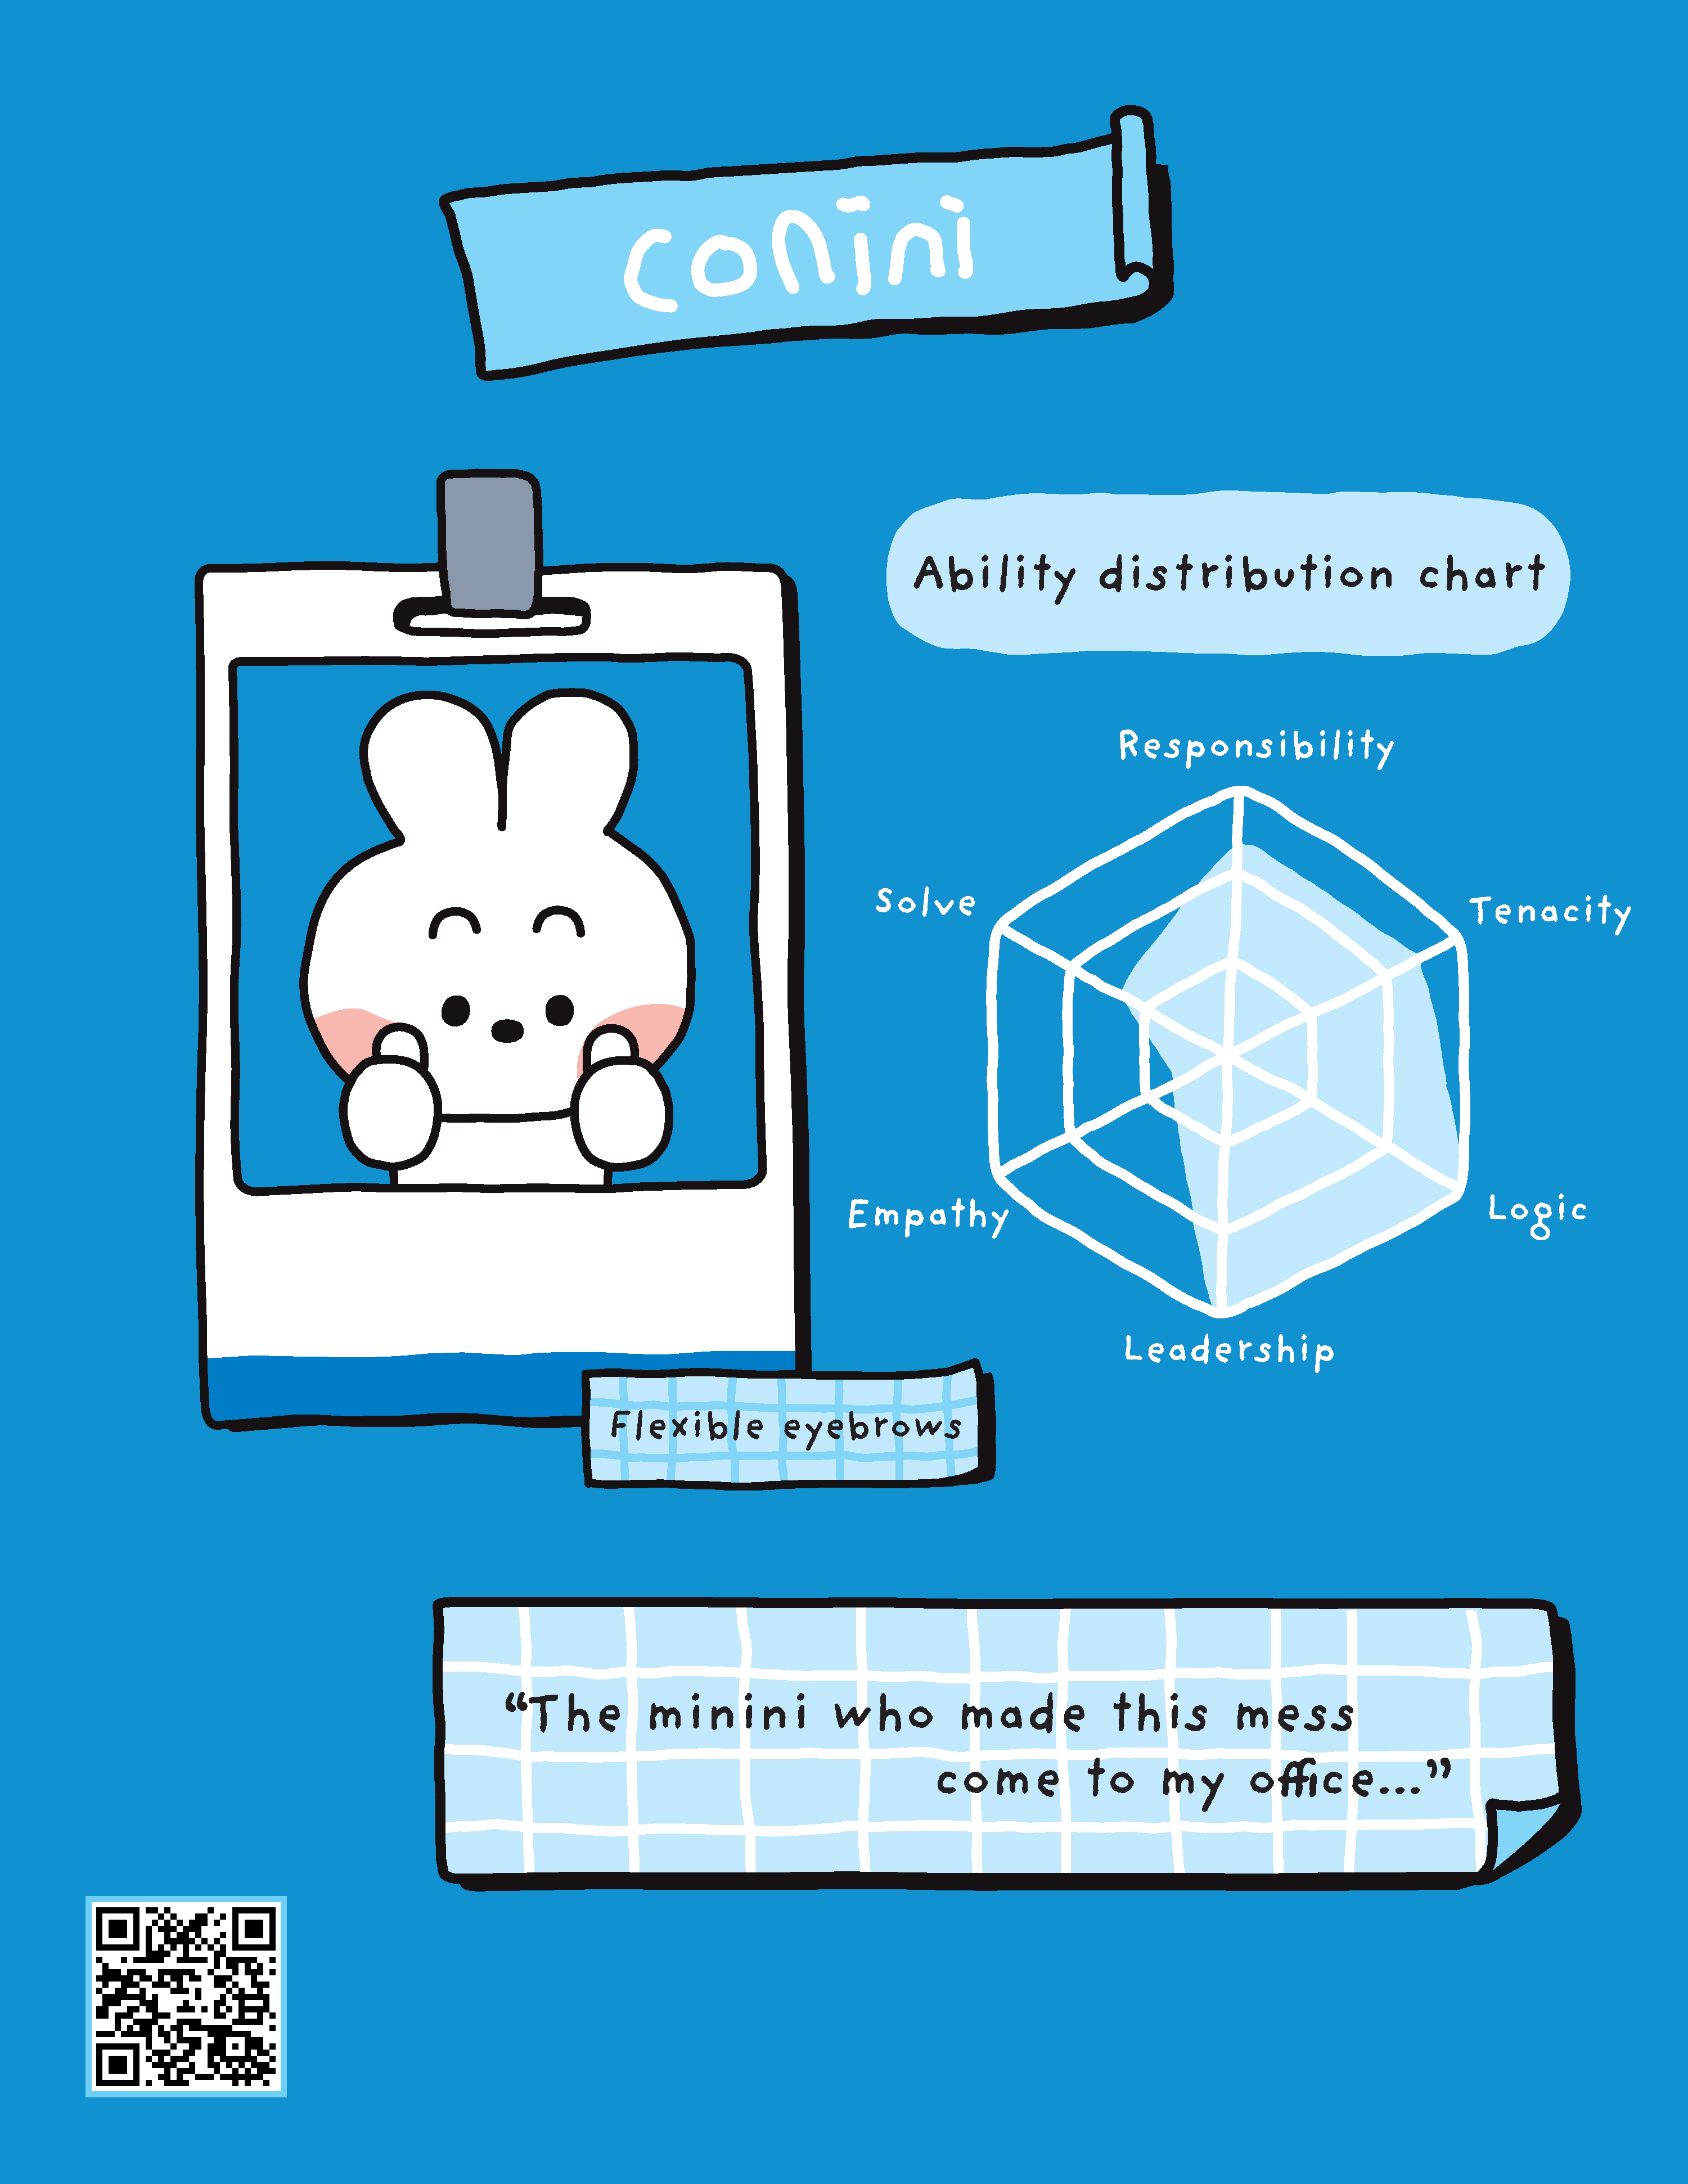 conini
Ability distribution chart
Responsibility
Solve
Tenacity
Empathy
Logic
Leadership
Flexible eyebrows
“The minini who made this mess
come to my office...”